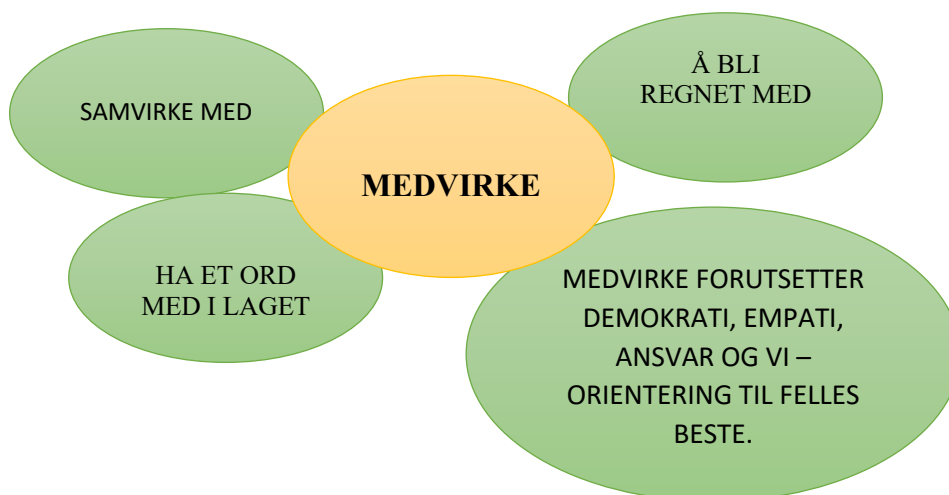 SAMVIRKE MED
Å BLI
REGNET MED
MEDVIRKE
HA ET ORD
MED I LAGET
MEDVIRKE FORUTSETTER
DEMOKRATI, EMPATI,
ANSVAR OG VI –
ORIENTERING TIL FELLES
BESTE.